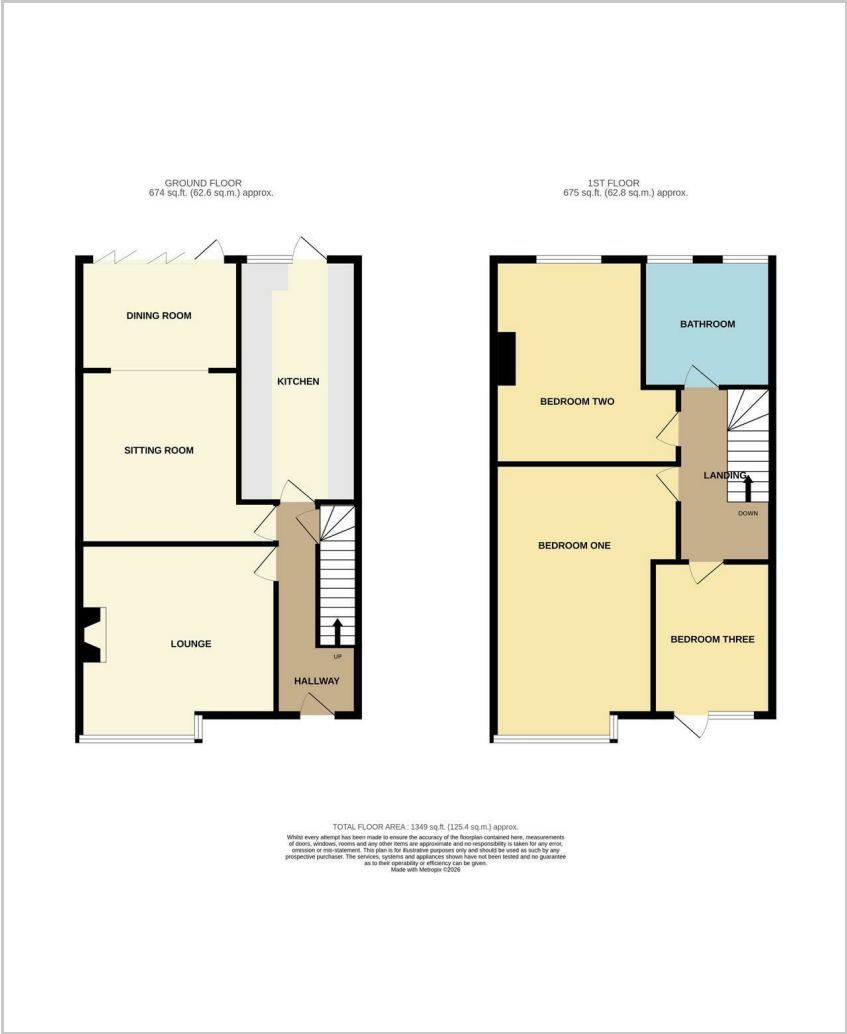 GROUND FLOOR
674 sq.ft. (62.6 sq.m.) approx.
DINING ROOM
KITCHEN
SITTING ROOM
LOUNGE
UP
HALLWAY
1ST FLOOR
675 sq.ft. (62.8 sq.m.) approx.
BATHROOM
BEDROOM TWO
LANDING
DOWN
BEDROOM ONE
BEDROOM THREE
TOTAL FLOOR AREA : 1349 sq.ft. (125.4 sq.m.) approx.
Whilst every attempt has been made to ensure the accuracy of the floorplan contained here, measurements
of doors, windows, rooms and any other items are approximate and no responsibility is taken for any error,
omission or mis-statement. This plan is for illustrative purposes only and should be used as such by any
prospective purchaser. The services, systems and appliances shown have not been tested and no guarantee
as to their operability or efficiency can be given.
Made with Metropix ©2026